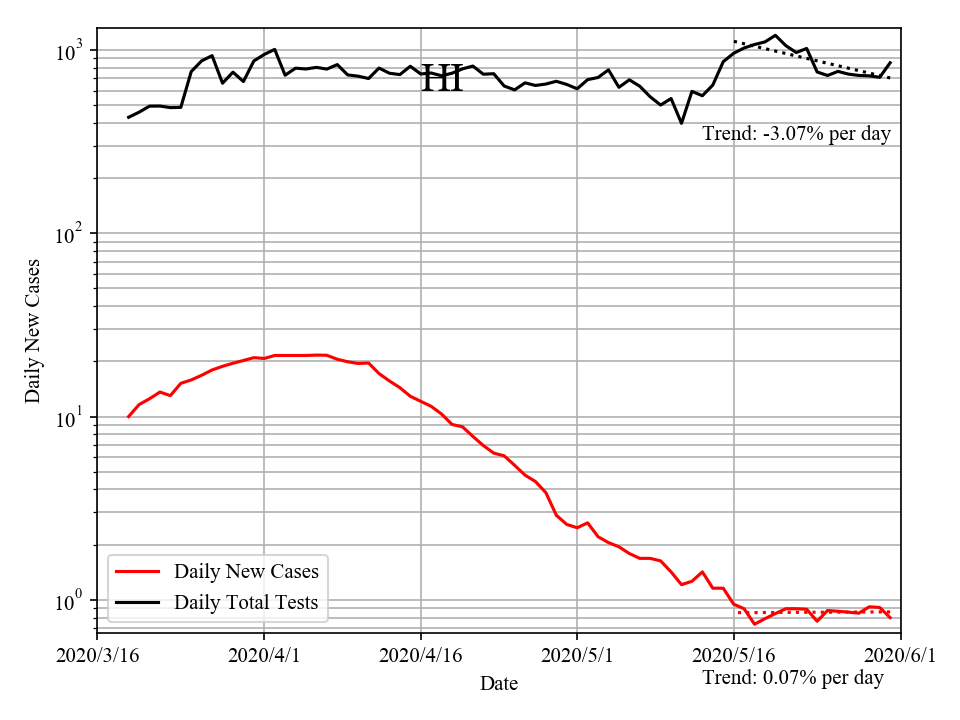 10³
HI
Trend: -3.07% per day
10²
Daily New Cases
10¹
Daily New Cases
Daily Total Tests
10⁰
2020/3/16 2020/4/1 2020/4/16 2020/5/1 2020/5/16 2020/6/1
Trend: 0.07% per day
Date